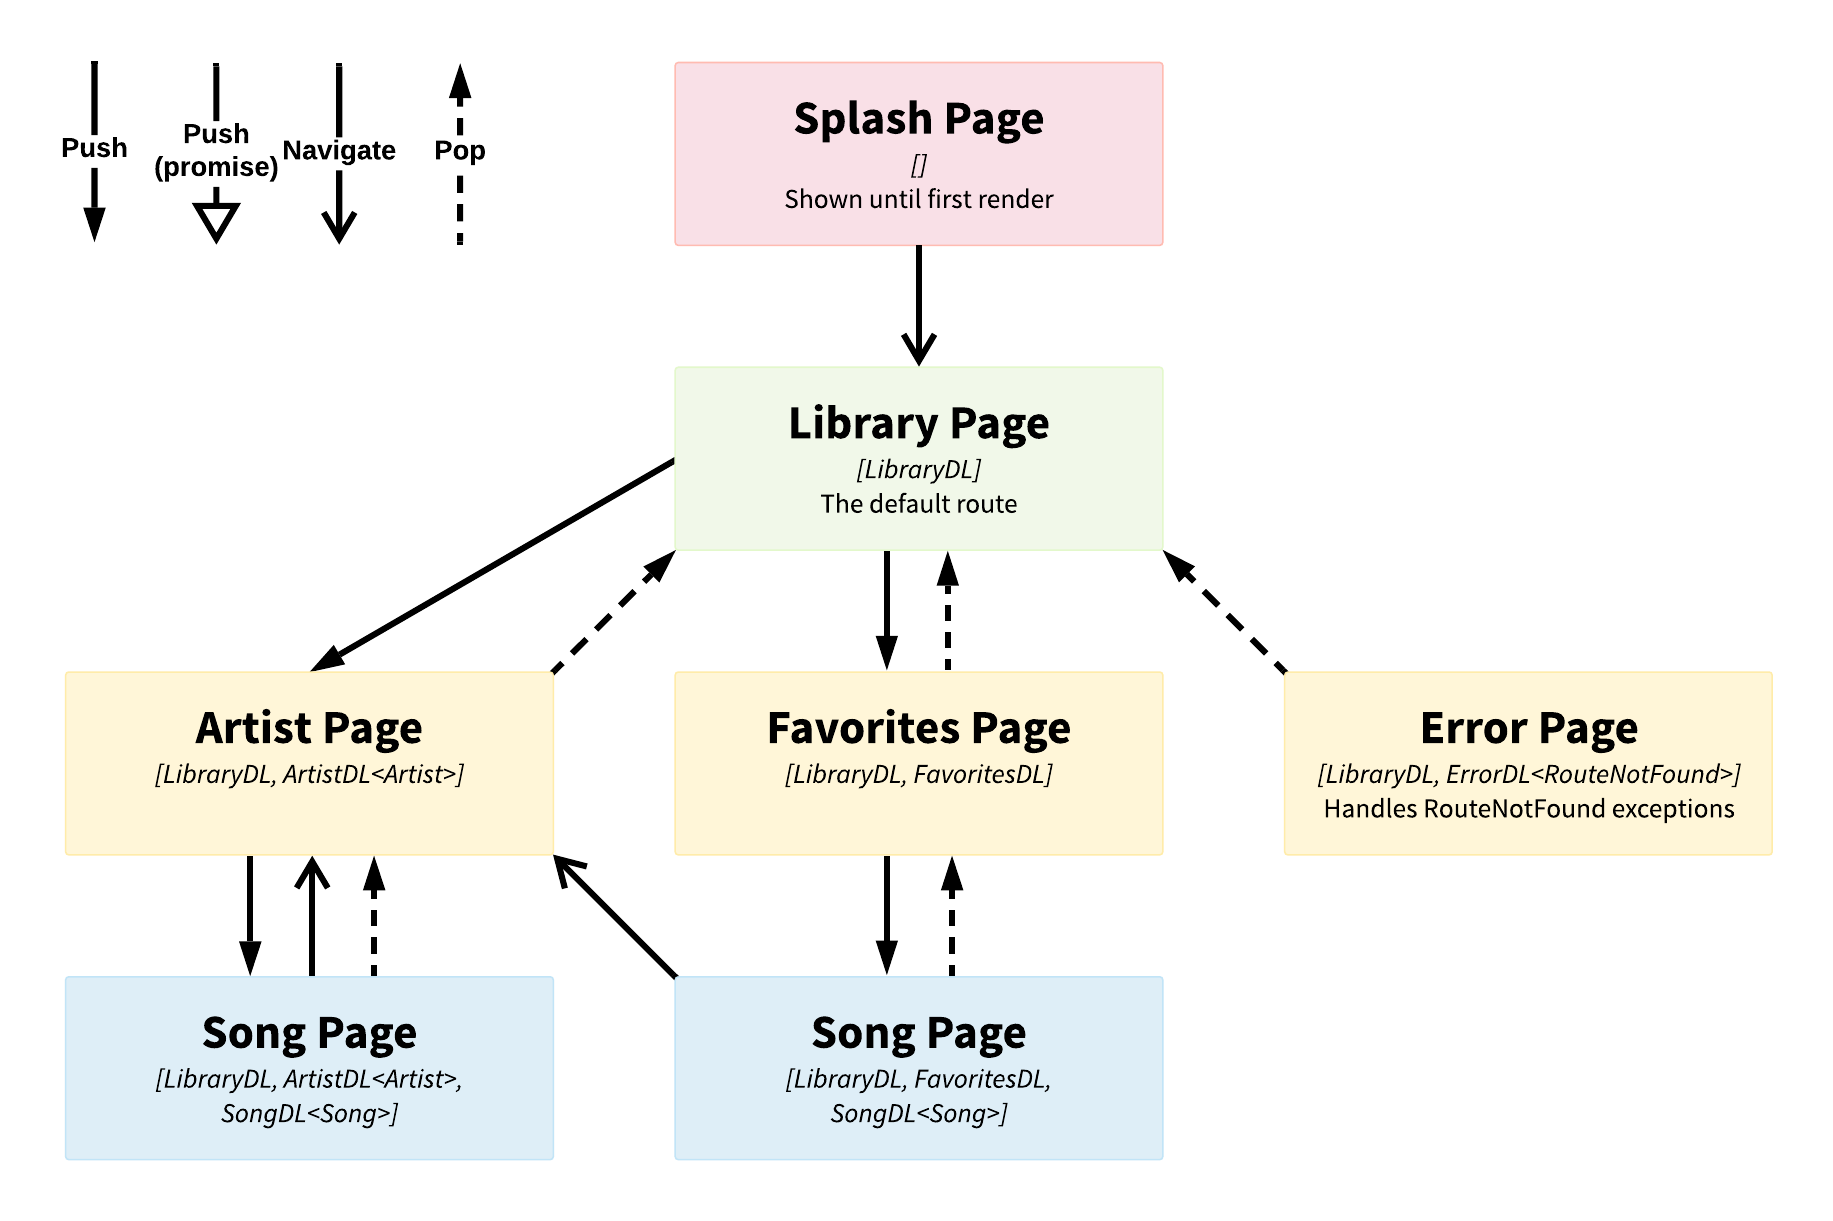 Push
Push
(promise)
Navigate
Pop
Splash Page
[]
Shown until first render
Library Page
[LibraryDL]
The default route
Artist Page
[LibraryDL, ArtistDL<Artist>]
Favorites Page
[LibraryDL, FavoritesDL]
Error Page
[LibraryDL, ErrorDL<RouteNotFound>]
Handles RouteNotFound exceptions
Song Page
[LibraryDL, ArtistDL<Artist>,
SongDL<Song>]
Song Page
[LibraryDL, FavoritesDL,
SongDL<Song>]